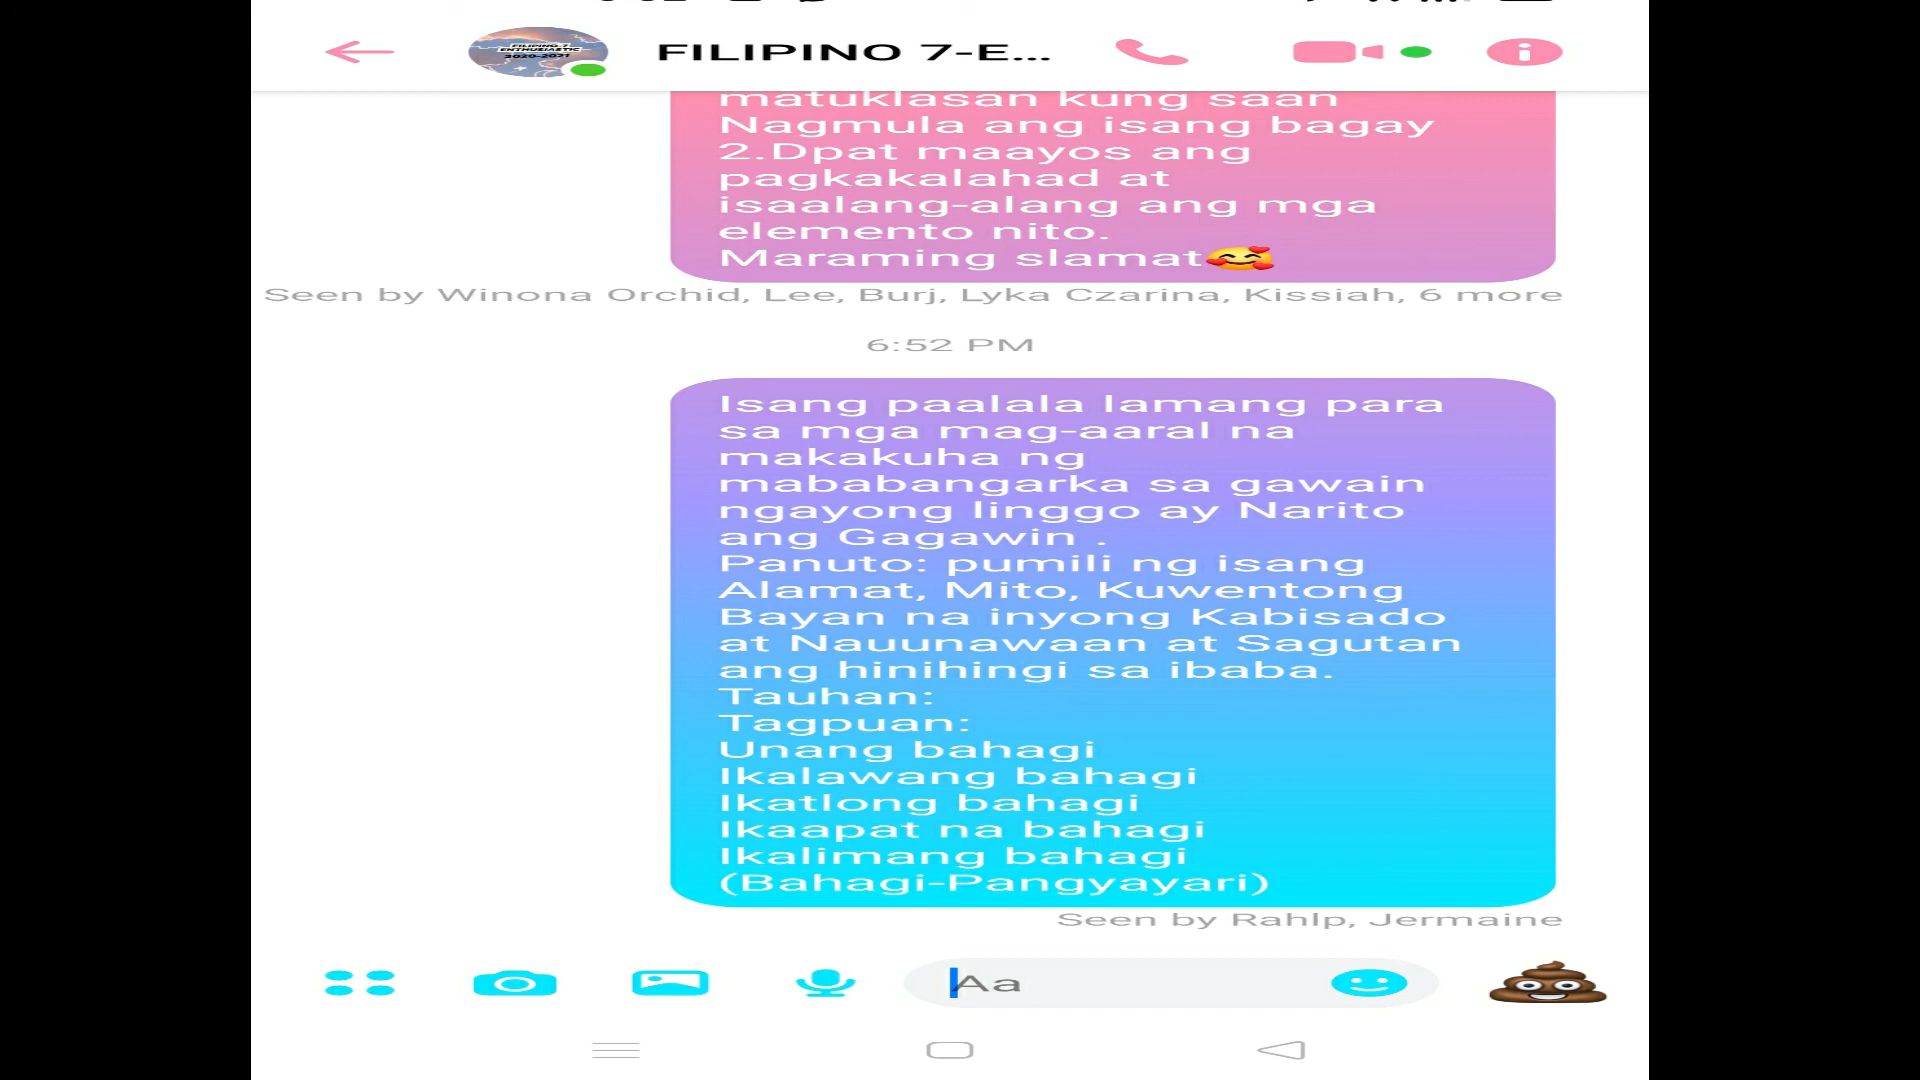 FILIPINO 7
ENTHUSIASTIC
2020-2021
FILIPINO 7-E...
matuklasan kung saan
Nagmula ang isang bagay
2.Dpat maayos ang
pagkakalahad at
isaalang-alang ang mga
elemento nito.
Maraming slamat🥰
Seen by Winona Orchid, Lee, Burj, Lyka Czarina, Kissiah, 6 more
6:52 PM
Isang paalala lamang para
sa mga mag-aaral na
makakuha ng
mababangarka sa gawain
ngayong linggo ay Narito
ang Gagawin .
Panuto: pumili ng isang
Alamat, Mito, Kuwentong
Bayan na inyong Kabisado
at Nauunawaan at Sagutan
ang hinihingi sa ibaba.
Tauhan:
Tagpuan:
Unang bahagi
Ikalawang bahagi
Ikatlong bahagi
Ikaapat na bahagi
Ikalimang bahagi
(Bahagi-Pangyayari)
Seen by Rahlp, Jermaine
Aa